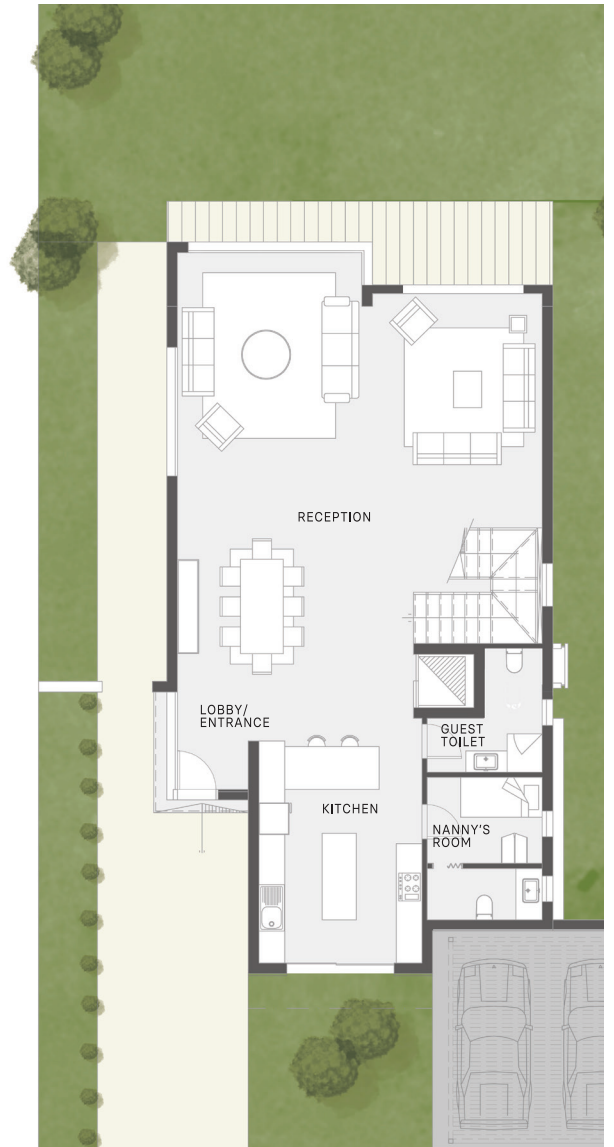 RECEPTION
LOBBY/
ENTRANCE
GUEST
TOILET
KITCHEN
NANNY'S
ROOM